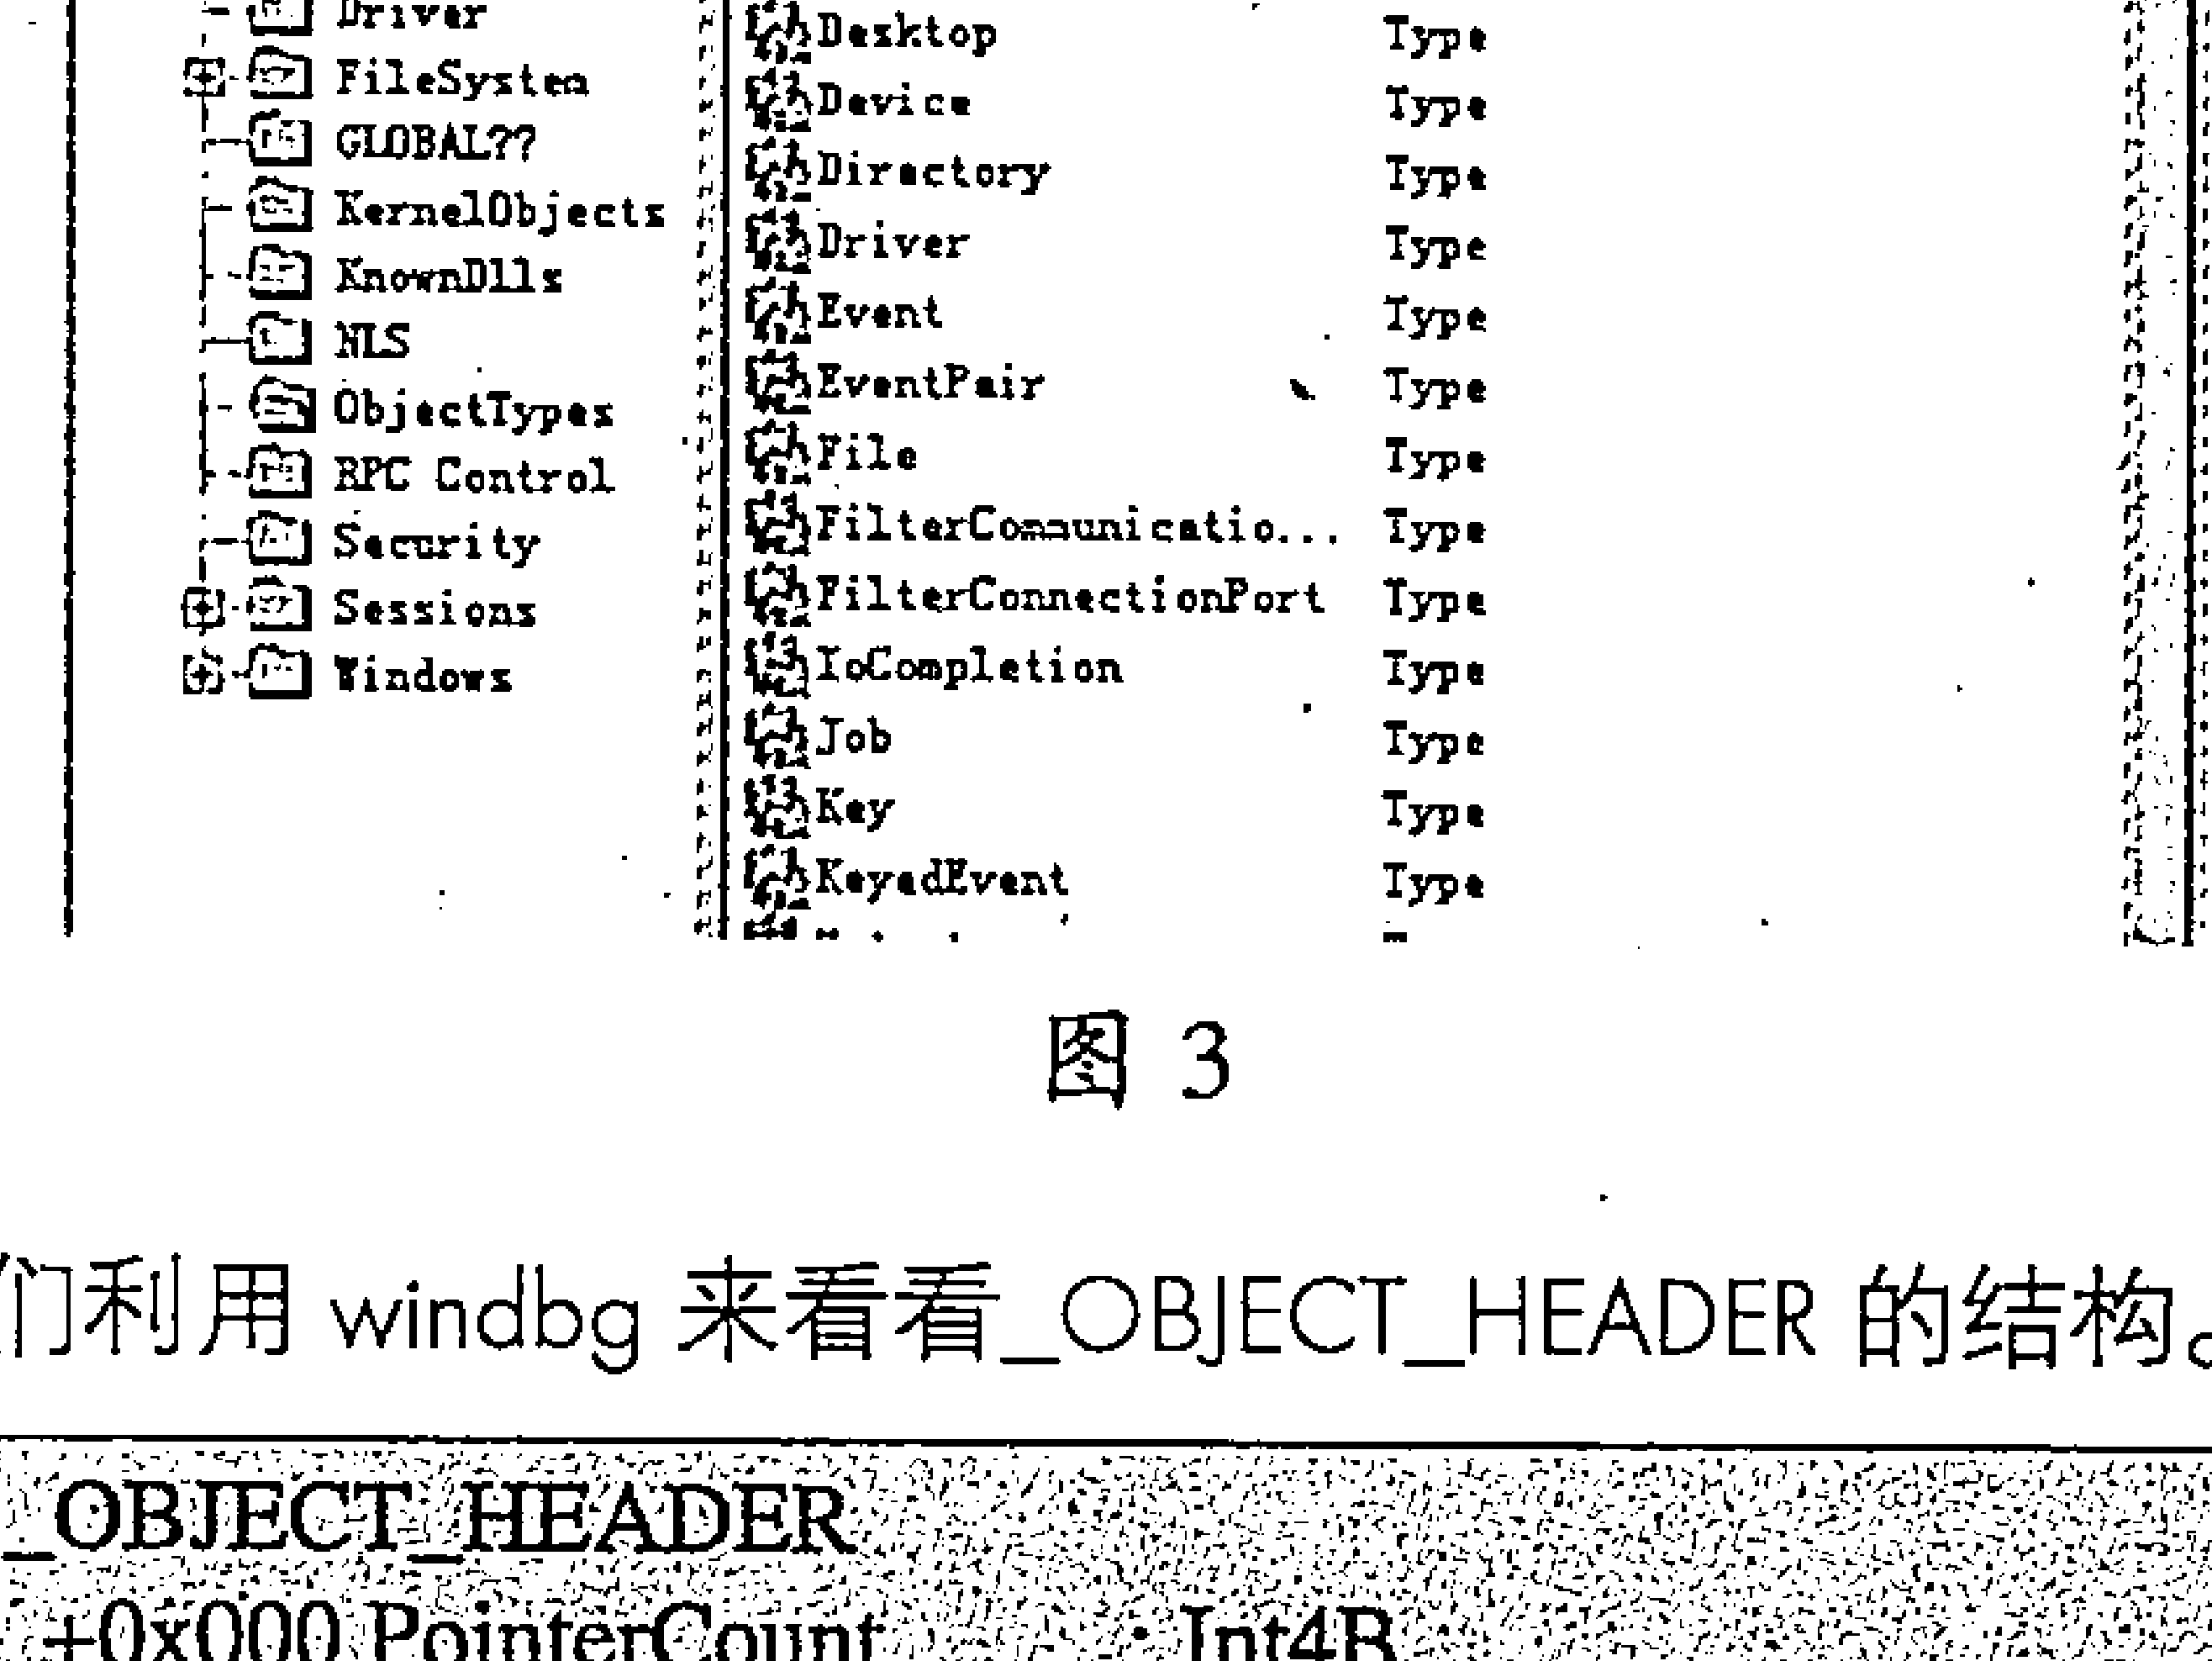 Driver
FileSystem
GLOBAL??
KernelObjects
KnownDlls
NLS
ObjectTypes
RPC Control
Security
Sessions
Windows
Desktop Type
Device Type
Directory Type
Driver Type
Event Type
EventPair Type
File Type
FilterCommunicatio... Type
FilterConnectionPort Type
IoCompletion Type
Job Type
Key Type
KeyedEvent Type
图 3
们利用 windbg 来看看_OBJECT_HEADER 的结构。
_OBJECT_HEADER
+0x000 PointerCount : Int4B